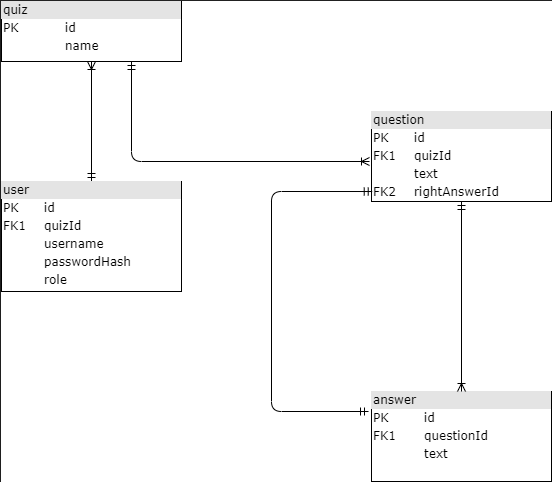 quiz
PK id
name
question
PK id
FK1 quizId
text
FK2 rightAnswerId
user
PK id
FK1 quizId
username
passwordHash
role
answer
PK id
FK1 questionId
text